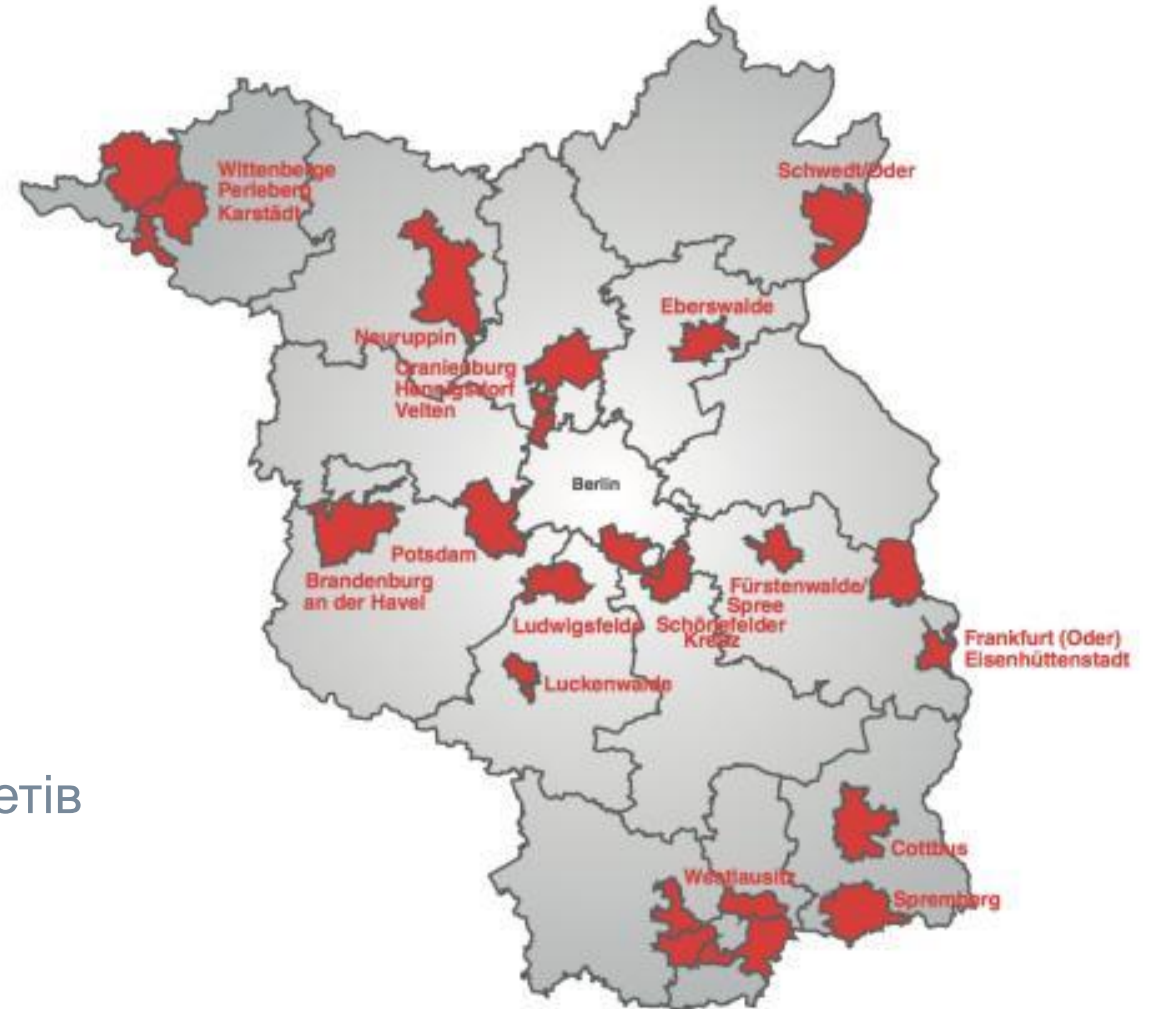 Wittenberge
Perleberg
Karstädt
Schwedt/Oder
Eberswalde
Neuruppin
Oranienburg
Hennigsdorf
Velten
Berlin
Potsdam
Brandenburg
an der Havel
Fürstenwalde/
Spree
Ludwigsfelde
Schönefelder
Kreuz
Frankfurt (Oder)
Eisenhüttenstadt
Luckenwalde
етів
Cottbus
Westlausitz
Spremberg